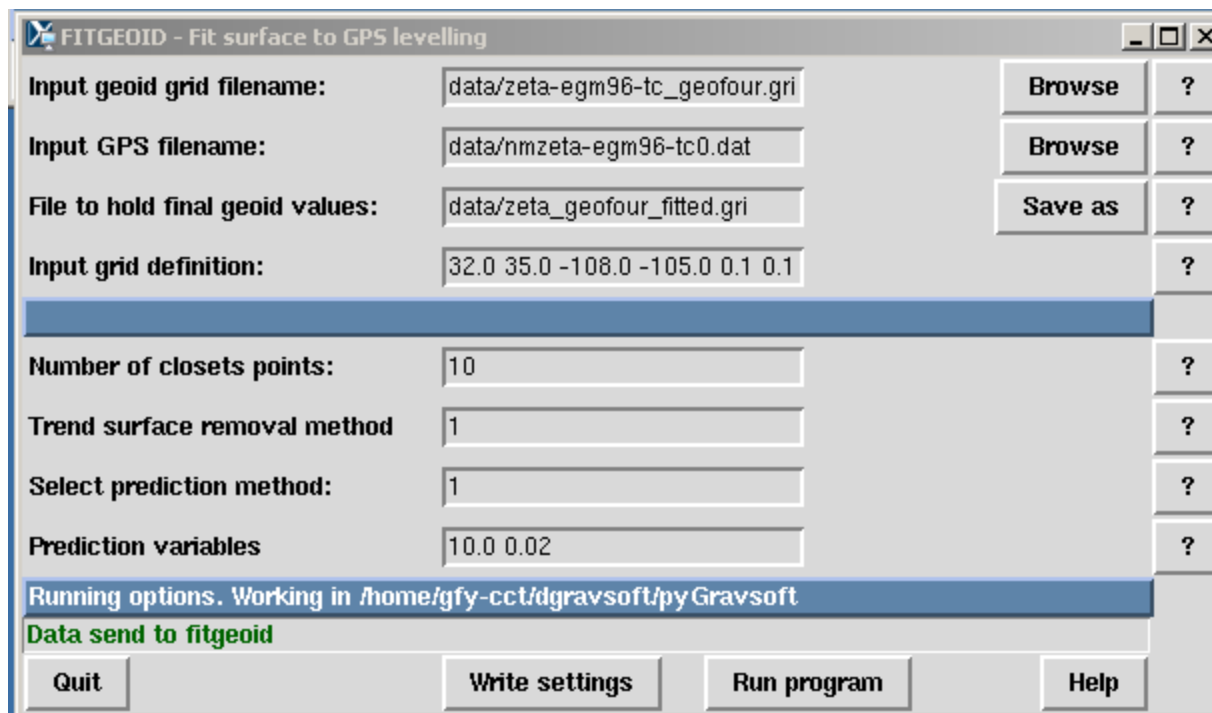 FITGEOID - Fit surface to GPS levelling
Input geoid grid filename: data/zeta-egm96-tc_geofour.gri Browse ?
Input GPS filename: data/nmzeta-egm96-tc0.dat Browse ?
File to hold final geoid values: data/zeta_geofour_fitted.gri Save as ?
Input grid definition: 32.0 35.0 -108.0 -105.0 0.1 0.1 ?
Number of closets points: 10 ?
Trend surface removal method 1 ?
Select prediction method: 1 ?
Prediction variables 10.0 0.02 ?
Running options. Working in /home/gfy-cct/dgravsoft/pyGravsoft
Data send to fitgeoid
Quit Write settings Run program Help